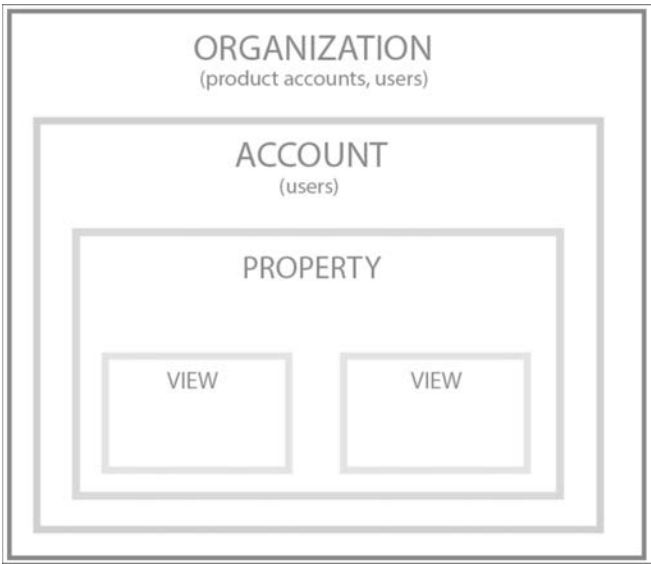 ORGANIZATION
(product accounts, users)
ACCOUNT
(users)
PROPERTY
VIEW
VIEW